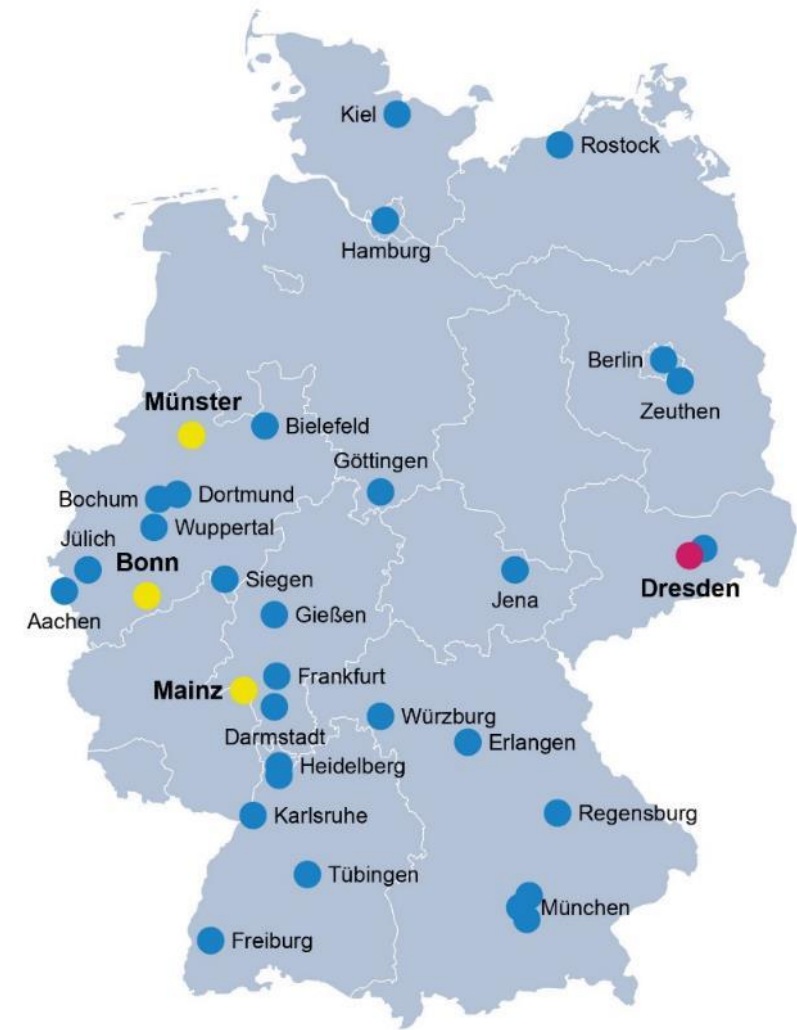 Kiel
Rostock
Hamburg
Berlin
Zeuthen
Münster
Bielefeld
Göttingen
Bochum
Dortmund
Wuppertal
Jülich
Bonn
Siegen
Aachen
Gießen
Jena
Dresden
Mainz
Frankfurt
Darmstadt
Würzburg
Erlangen
Heidelberg
Karlsruhe
Regensburg
Tübingen
München
Freiburg